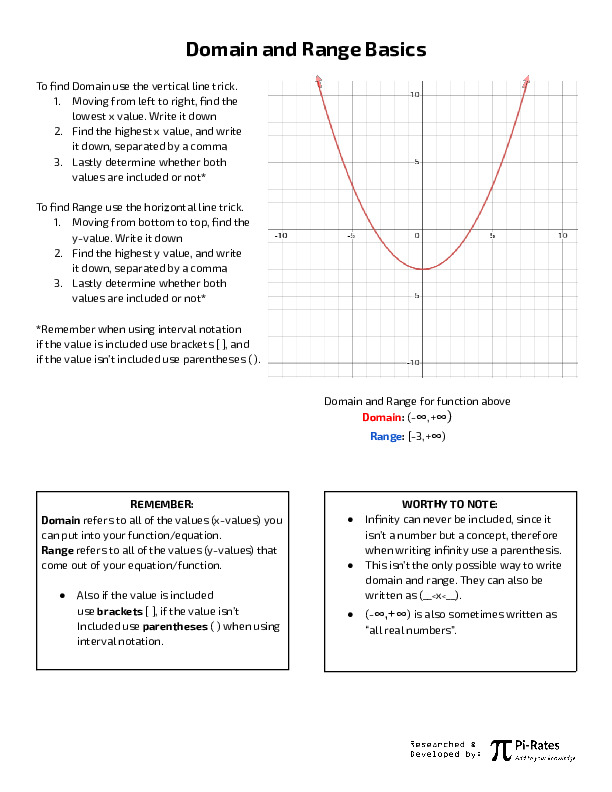 Domain and Range Basics
To find Domain use the vertical line trick.
1. Moving from left to right, find the
lowest x value. Write it down
2. Find the highest x value, and write
it down, separated by a comma
3. Lastly determine whether both
values are included or not*
To find Range use the horizontal line trick.
1. Moving from bottom to top, find the
y-value. Write it down
2. Find the highest y value, and write
it down, separated by a comma
3. Lastly determine whether both
values are included or not*
*Remember when using interval notation
if the value is included use brackets [ ], and
if the value isn't included use parentheses ( ).
10
5
-10 -5 0 5 10
-5
-10
Domain and Range for function above
Domain: (-∞,+∞)
Range: [-3,+∞)
REMEMBER:
Domain refers to all of the values (x-values) you
can put into your function/equation.
Range refers to all of the values (y-values) that
come out of your equation/function.
● Also if the value is included
use brackets [ ], if the value isn't
Included use parentheses ( ) when using
interval notation.
WORTHY TO NOTE:
● Infinity can never be included, since it
isn't a number but a concept, therefore
when writing infinity use a parenthesis.
● This isn't the only possible way to write
domain and range. They can also be
written as (__<x<__).
● (-∞,+∞) is also sometimes written as
"all real numbers".
Researched &
Developed by:
π Pi-Rates